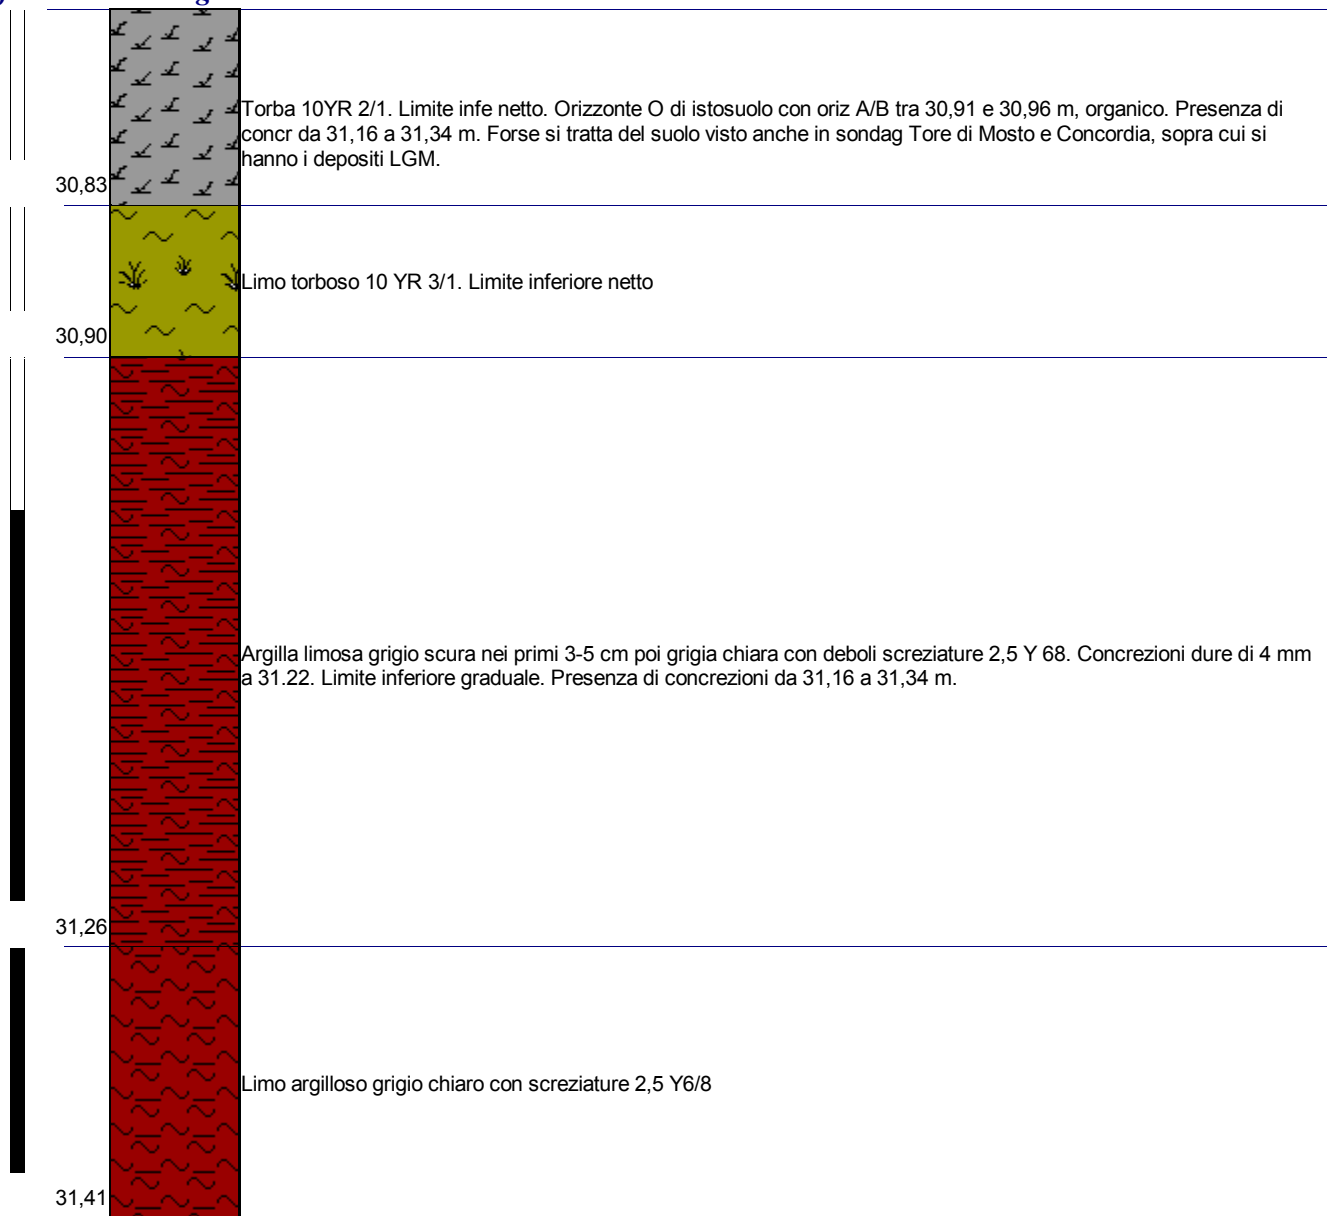 Torba 10YR 2/1. Limite infe netto. Orizzonte O di istosuolo con oriz A/B tra 30,91 e 30,96 m, organico. Presenza di
concr da 31,16 a 31,34 m. Forse si tratta del suolo visto anche in sondag Tore di Mosto e Concordia, sopra cui si
hanno i depositi LGM.
30,83
Limo torboso 10 YR 3/1. Limite inferiore netto
30,90
Argilla limosa grigio scura nei primi 3-5 cm poi grigia chiara con deboli screziature 2,5 Y 68. Concrezioni dure di 4 mm
a 31.22. Limite inferiore graduale. Presenza di concrezioni da 31,16 a 31,34 m.
31,26
Limo argilloso grigio chiaro con screziature 2,5 Y6/8
31,41